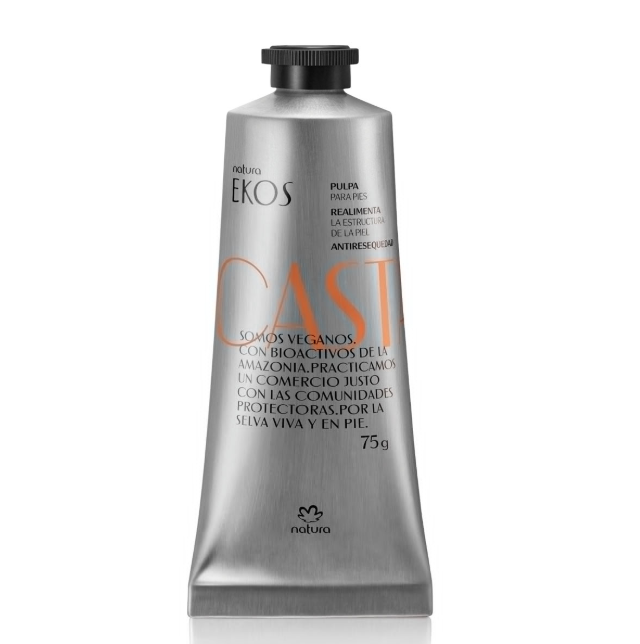 natura
EKOS
PULPA
PARA PIES
REALIMENTA
LA ESTRUCTURA
DE LA PIEL
ANTIRESEQUEDAD
CAST
SOMOS VEGANOS.
CON BIOACTIVOS DE LA
AMAZONIA.PRACTICAMOS
UN COMERCIO JUSTO
CON LAS COMUNIDADES
PROTECTORAS.POR LA
SELVA VIVA Y EN PIE.
75g
natura